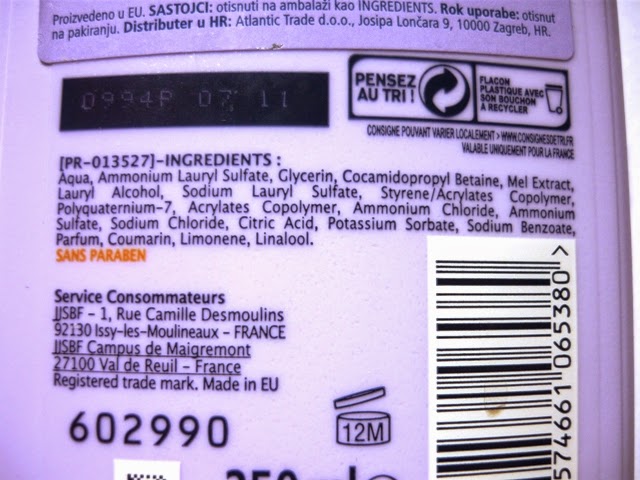 Proizvedeno u EU. SASTOJCI: otisnuti na ambalaži kao INGREDIENTS. Rok uporabe: otisnut
na pakiranju. Distributer u HR: Atlantic Trade d.o.o., Josipa Lončara 9, 10000 Zagreb, HR.
0994P 07 11
PENSEZ
AU TRI !
FLACON
PLASTIQUE AVEC
SON BOUCHON
À RECYCLER
CONSIGNE POUVANT VARIER LOCALEMENT > WWW.CONSIGNESDETRI.FR
VALABLE UNIQUEMENT POUR LA FRANCE
[PR-013527]-INGREDIENTS :
Aqua, Ammonium Lauryl Sulfate, Glycerin, Cocamidopropyl Betaine, Mel Extract,
Lauryl Alcohol, Sodium Lauryl Sulfate, Styrene/Acrylates Copolymer,
Polyquaternium-7, Acrylates Copolymer, Ammonium Chloride, Ammonium
Sulfate, Sodium Chloride, Citric Acid, Potassium Sorbate, Sodium Benzoate,
Parfum, Coumarin, Limonene, Linalool.
SANS PARABEN
Service Consommateurs
JJSBF - 1, Rue Camille Desmoulins
92130 Issy-les-Moulineaux - FRANCE
JJSBF Campus de Maigremont
27100 Val de Reuil - France
Registered trade mark. Made in EU
602990
12M
574661 065380 >
250 ml